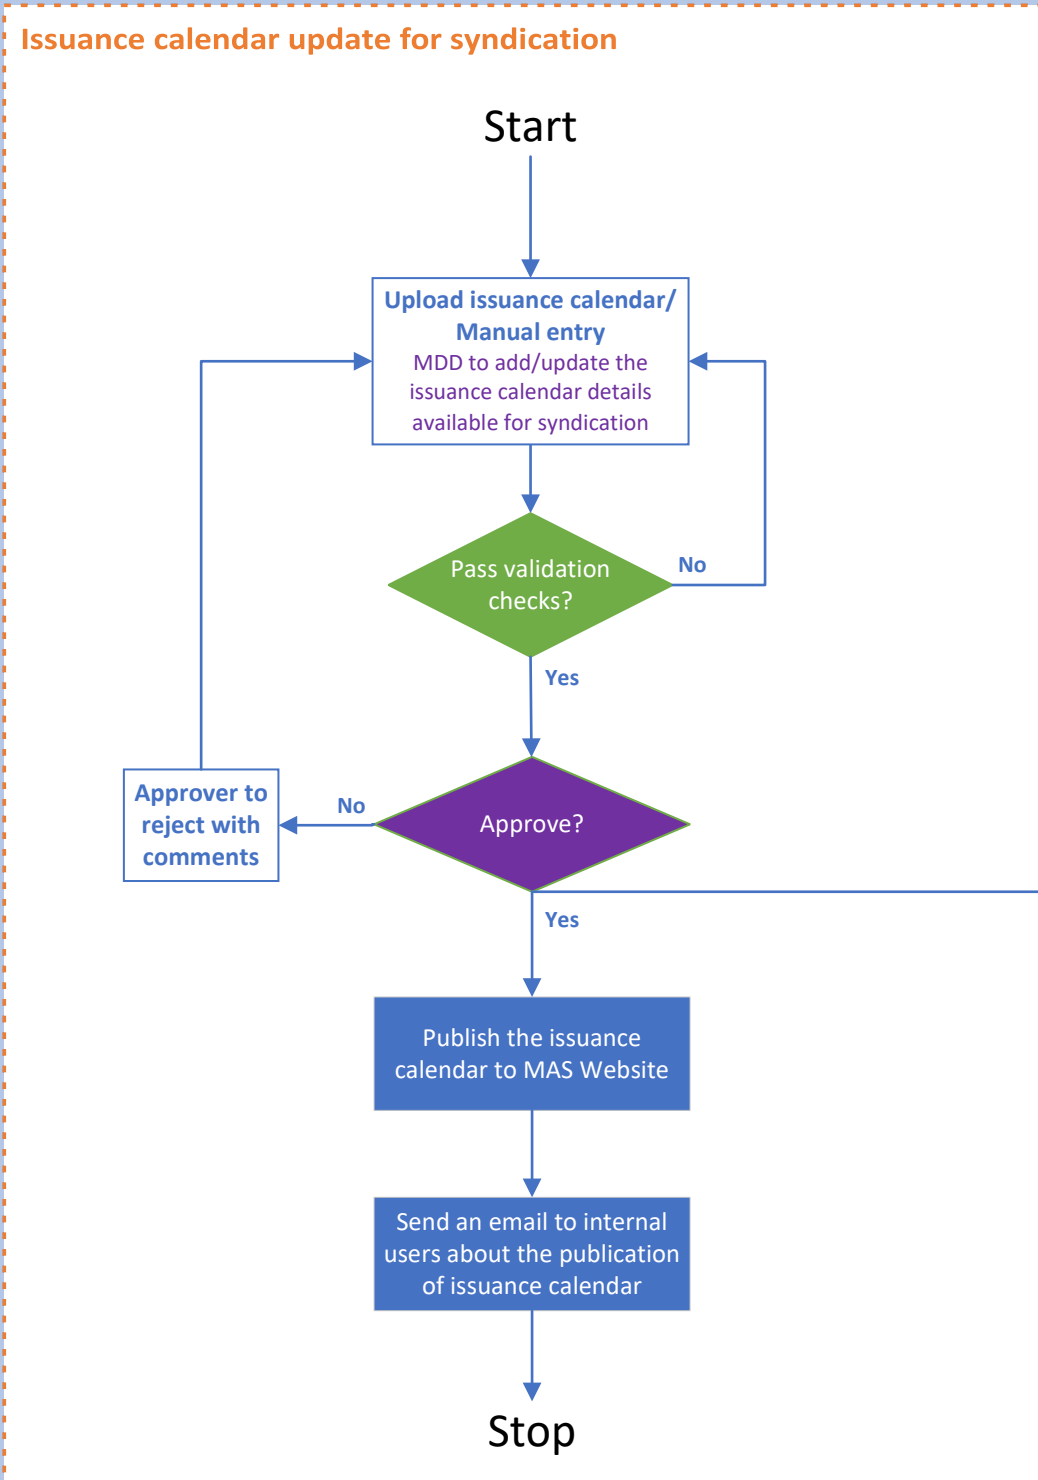 Issuance calendar update for syndication
Start
Upload issuance calendar/
Manual entry
MDD to add/update the
issuance calendar details
available for syndication
Pass validation
checks?
No
Yes
Approve?
No
Approver to
reject with
comments
Yes
Publish the issuance
calendar to MAS Website
Send an email to internal
users about the publication
of issuance calendar
Stop